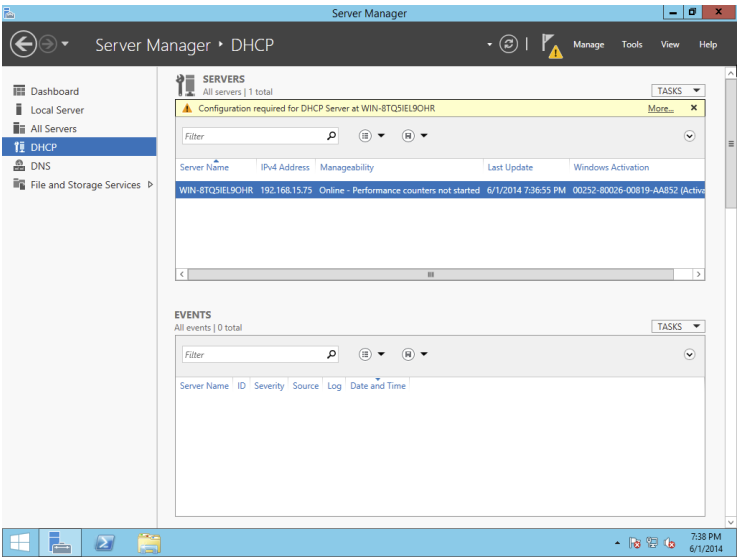 Server Manager
Server Manager • DHCP
Manage Tools View Help
Dashboard
Local Server
All Servers
DHCP
DNS
File and Storage Services
SERVERS
All servers | 1 total
TASKS
Configuration required for DHCP Server at WIN-8TQ5IEL9OHR
More...
Filter
Server Name IPv4 Address Manageability Last Update Windows Activation
WIN-8TQ5IEL9OHR 192.168.15.75 Online - Performance counters not started 6/1/2014 7:36:55 PM 00252-80026-00819-AA852 (Activa
EVENTS
All events | 0 total
TASKS
Filter
Server Name ID Severity Source Log Date and Time
7:38 PM
6/1/2014